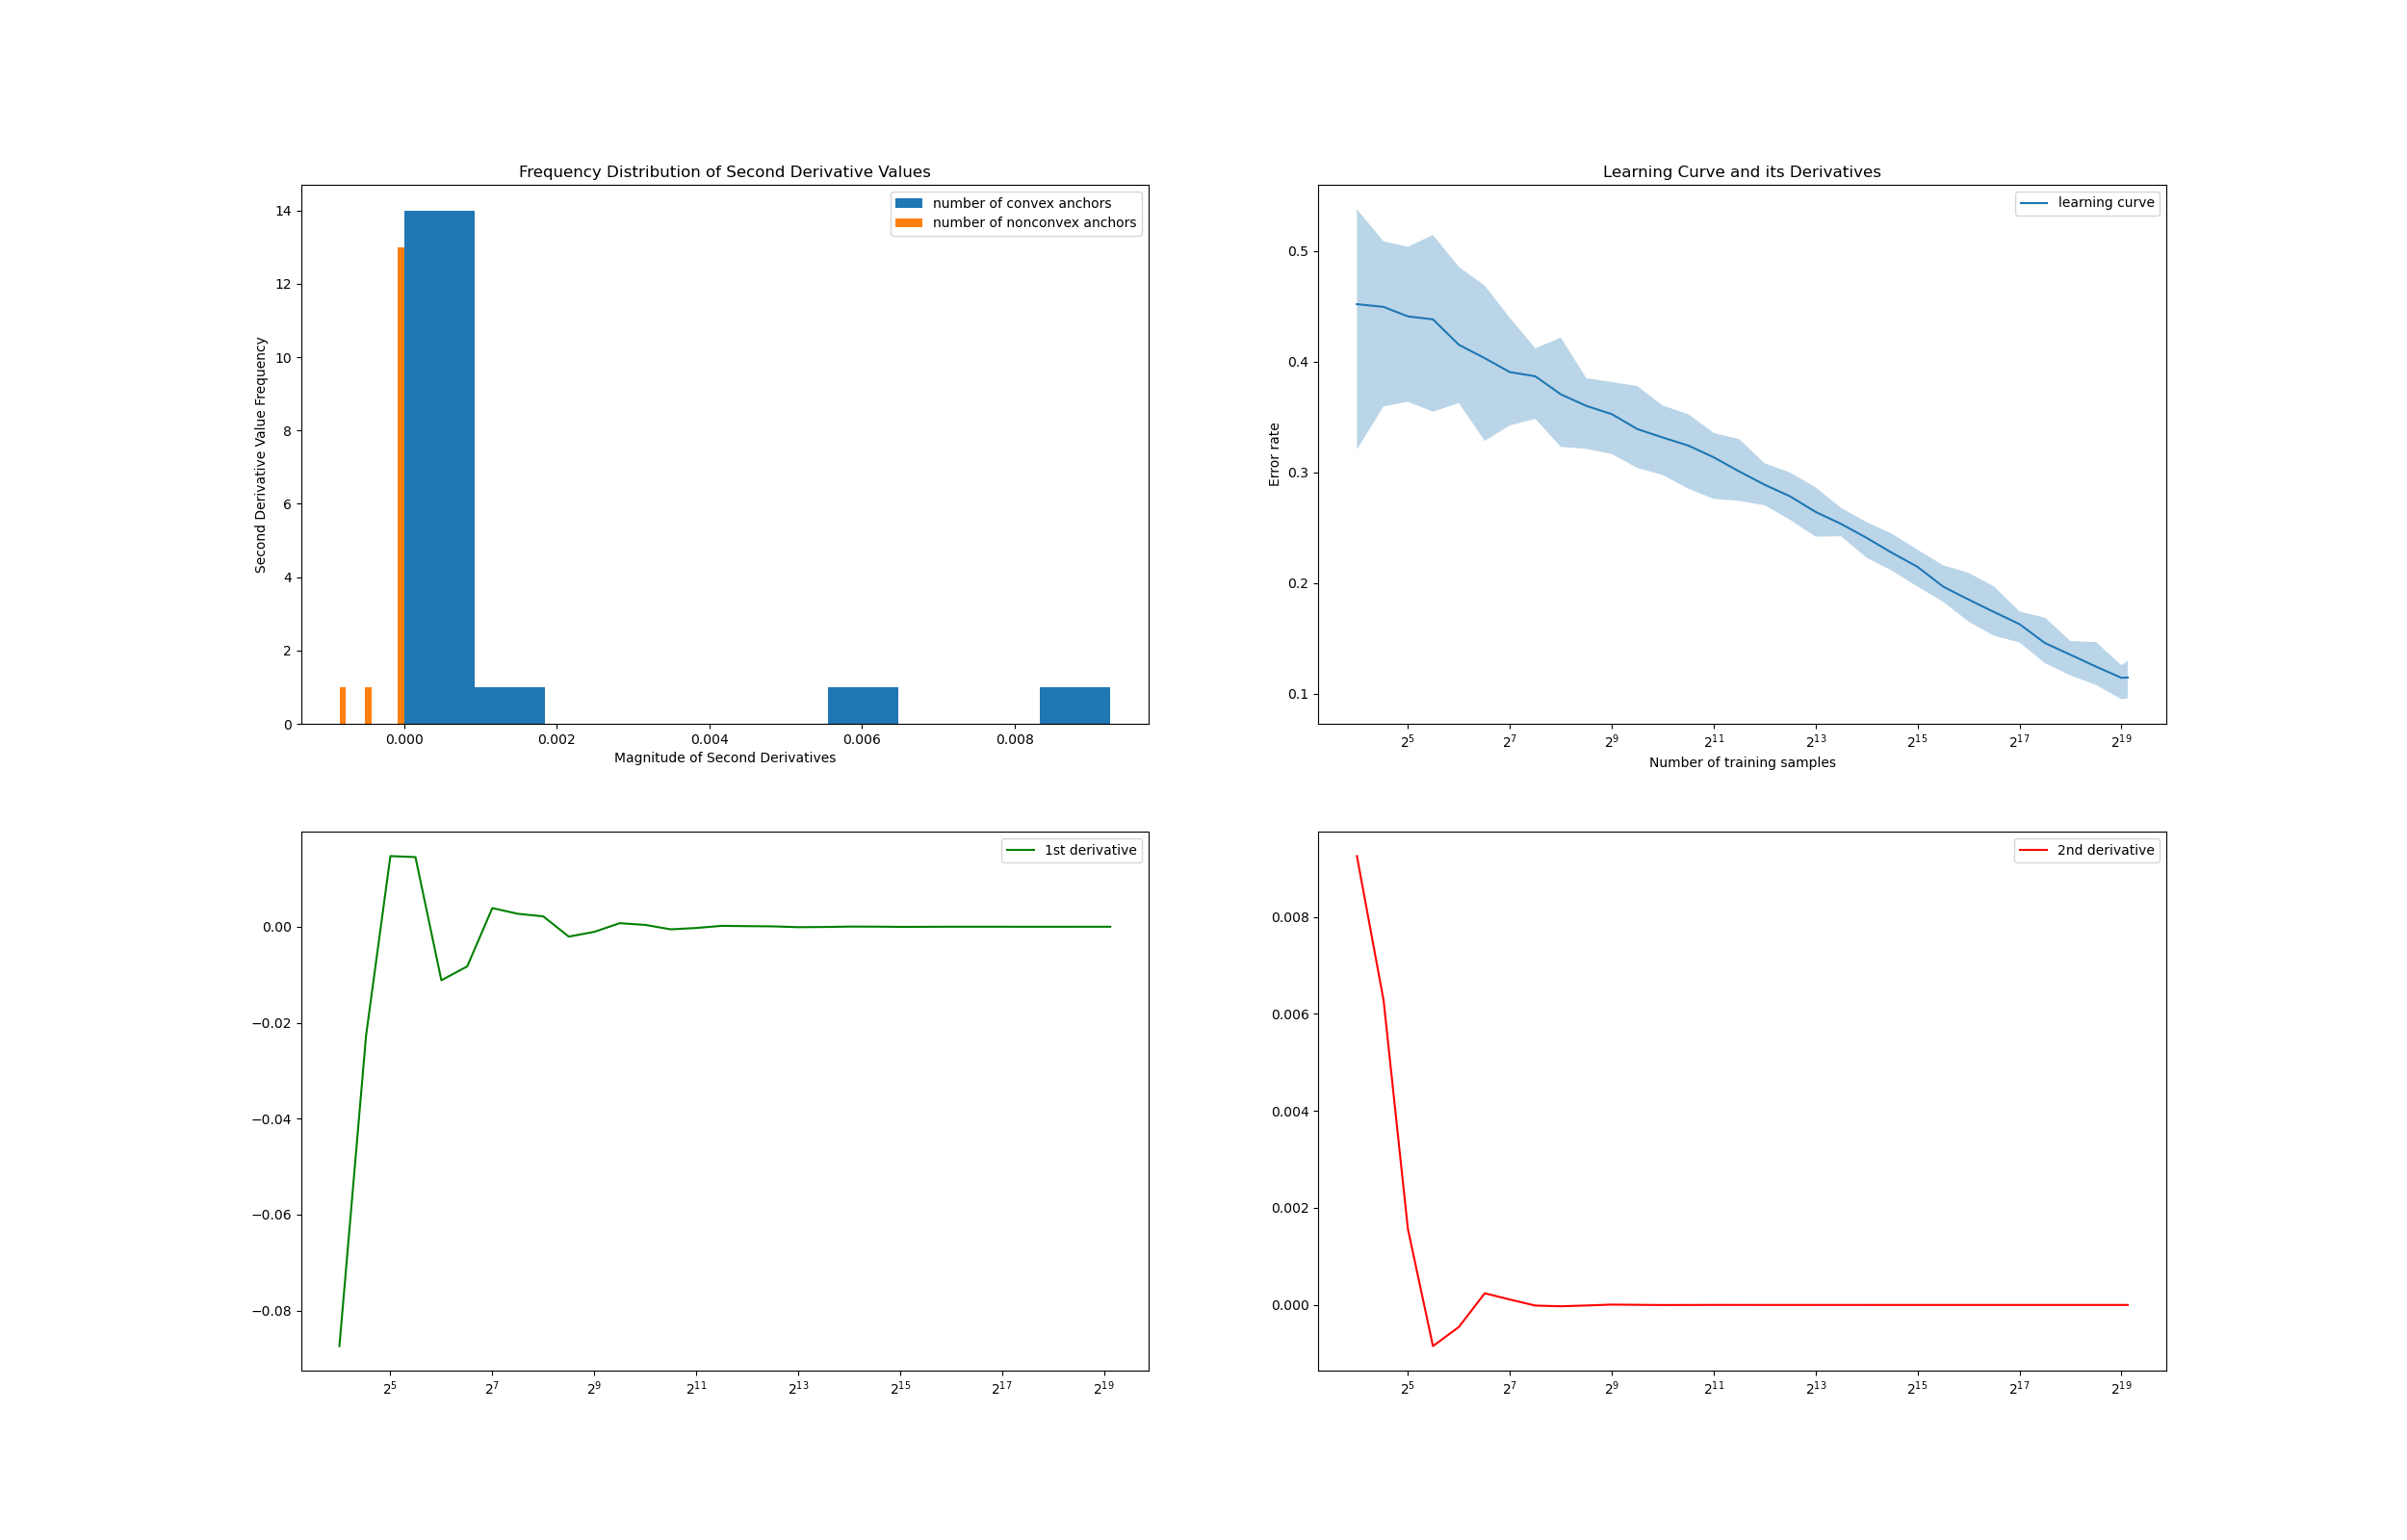 Frequency Distribution of Second Derivative Values
number of convex anchors
number of nonconvex anchors
14
12
10
8
6
4
2
0
Second Derivative Value Frequency
0.000 0.002 0.004 0.006 0.008
Magnitude of Second Derivatives
Learning Curve and its Derivatives
learning curve
0.5
0.4
0.3
0.2
0.1
Error rate
2^5 2^7 2^9 2^11 2^13 2^15 2^17 2^19
Number of training samples
1st derivative
0.00
−0.02
−0.04
−0.06
−0.08
2^5 2^7 2^9 2^11 2^13 2^15 2^17 2^19
2nd derivative
0.008
0.006
0.004
0.002
0.000
2^5 2^7 2^9 2^11 2^13 2^15 2^17 2^19